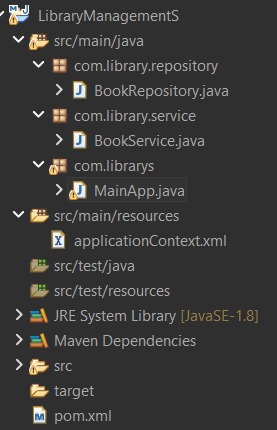 LibraryManagementS
src/main/java
com.library.repository
BookRepository.java
com.library.service
BookService.java
com.librarys
MainApp.java
src/main/resources
applicationContext.xml
src/test/java
src/test/resources
JRE System Library [JavaSE-1.8]
Maven Dependencies
src
target
pom.xml